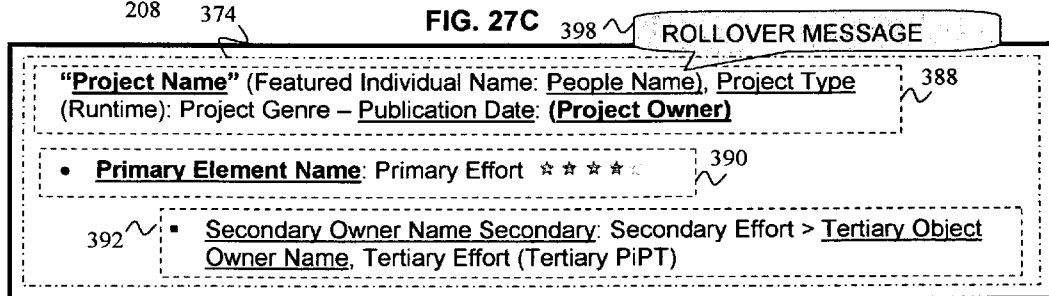 208
374
FIG. 27C
398
ROLLOVER MESSAGE
"Project Name" (Featured Individual Name: People Name), Project Type
(Runtime): Project Genre – Publication Date: (Project Owner)
388
• Primary Element Name: Primary Effort ☆☆☆☆☆
390
392
▪ Secondary Owner Name Secondary: Secondary Effort > Tertiary Object
Owner Name, Tertiary Effort (Tertiary PiPT)